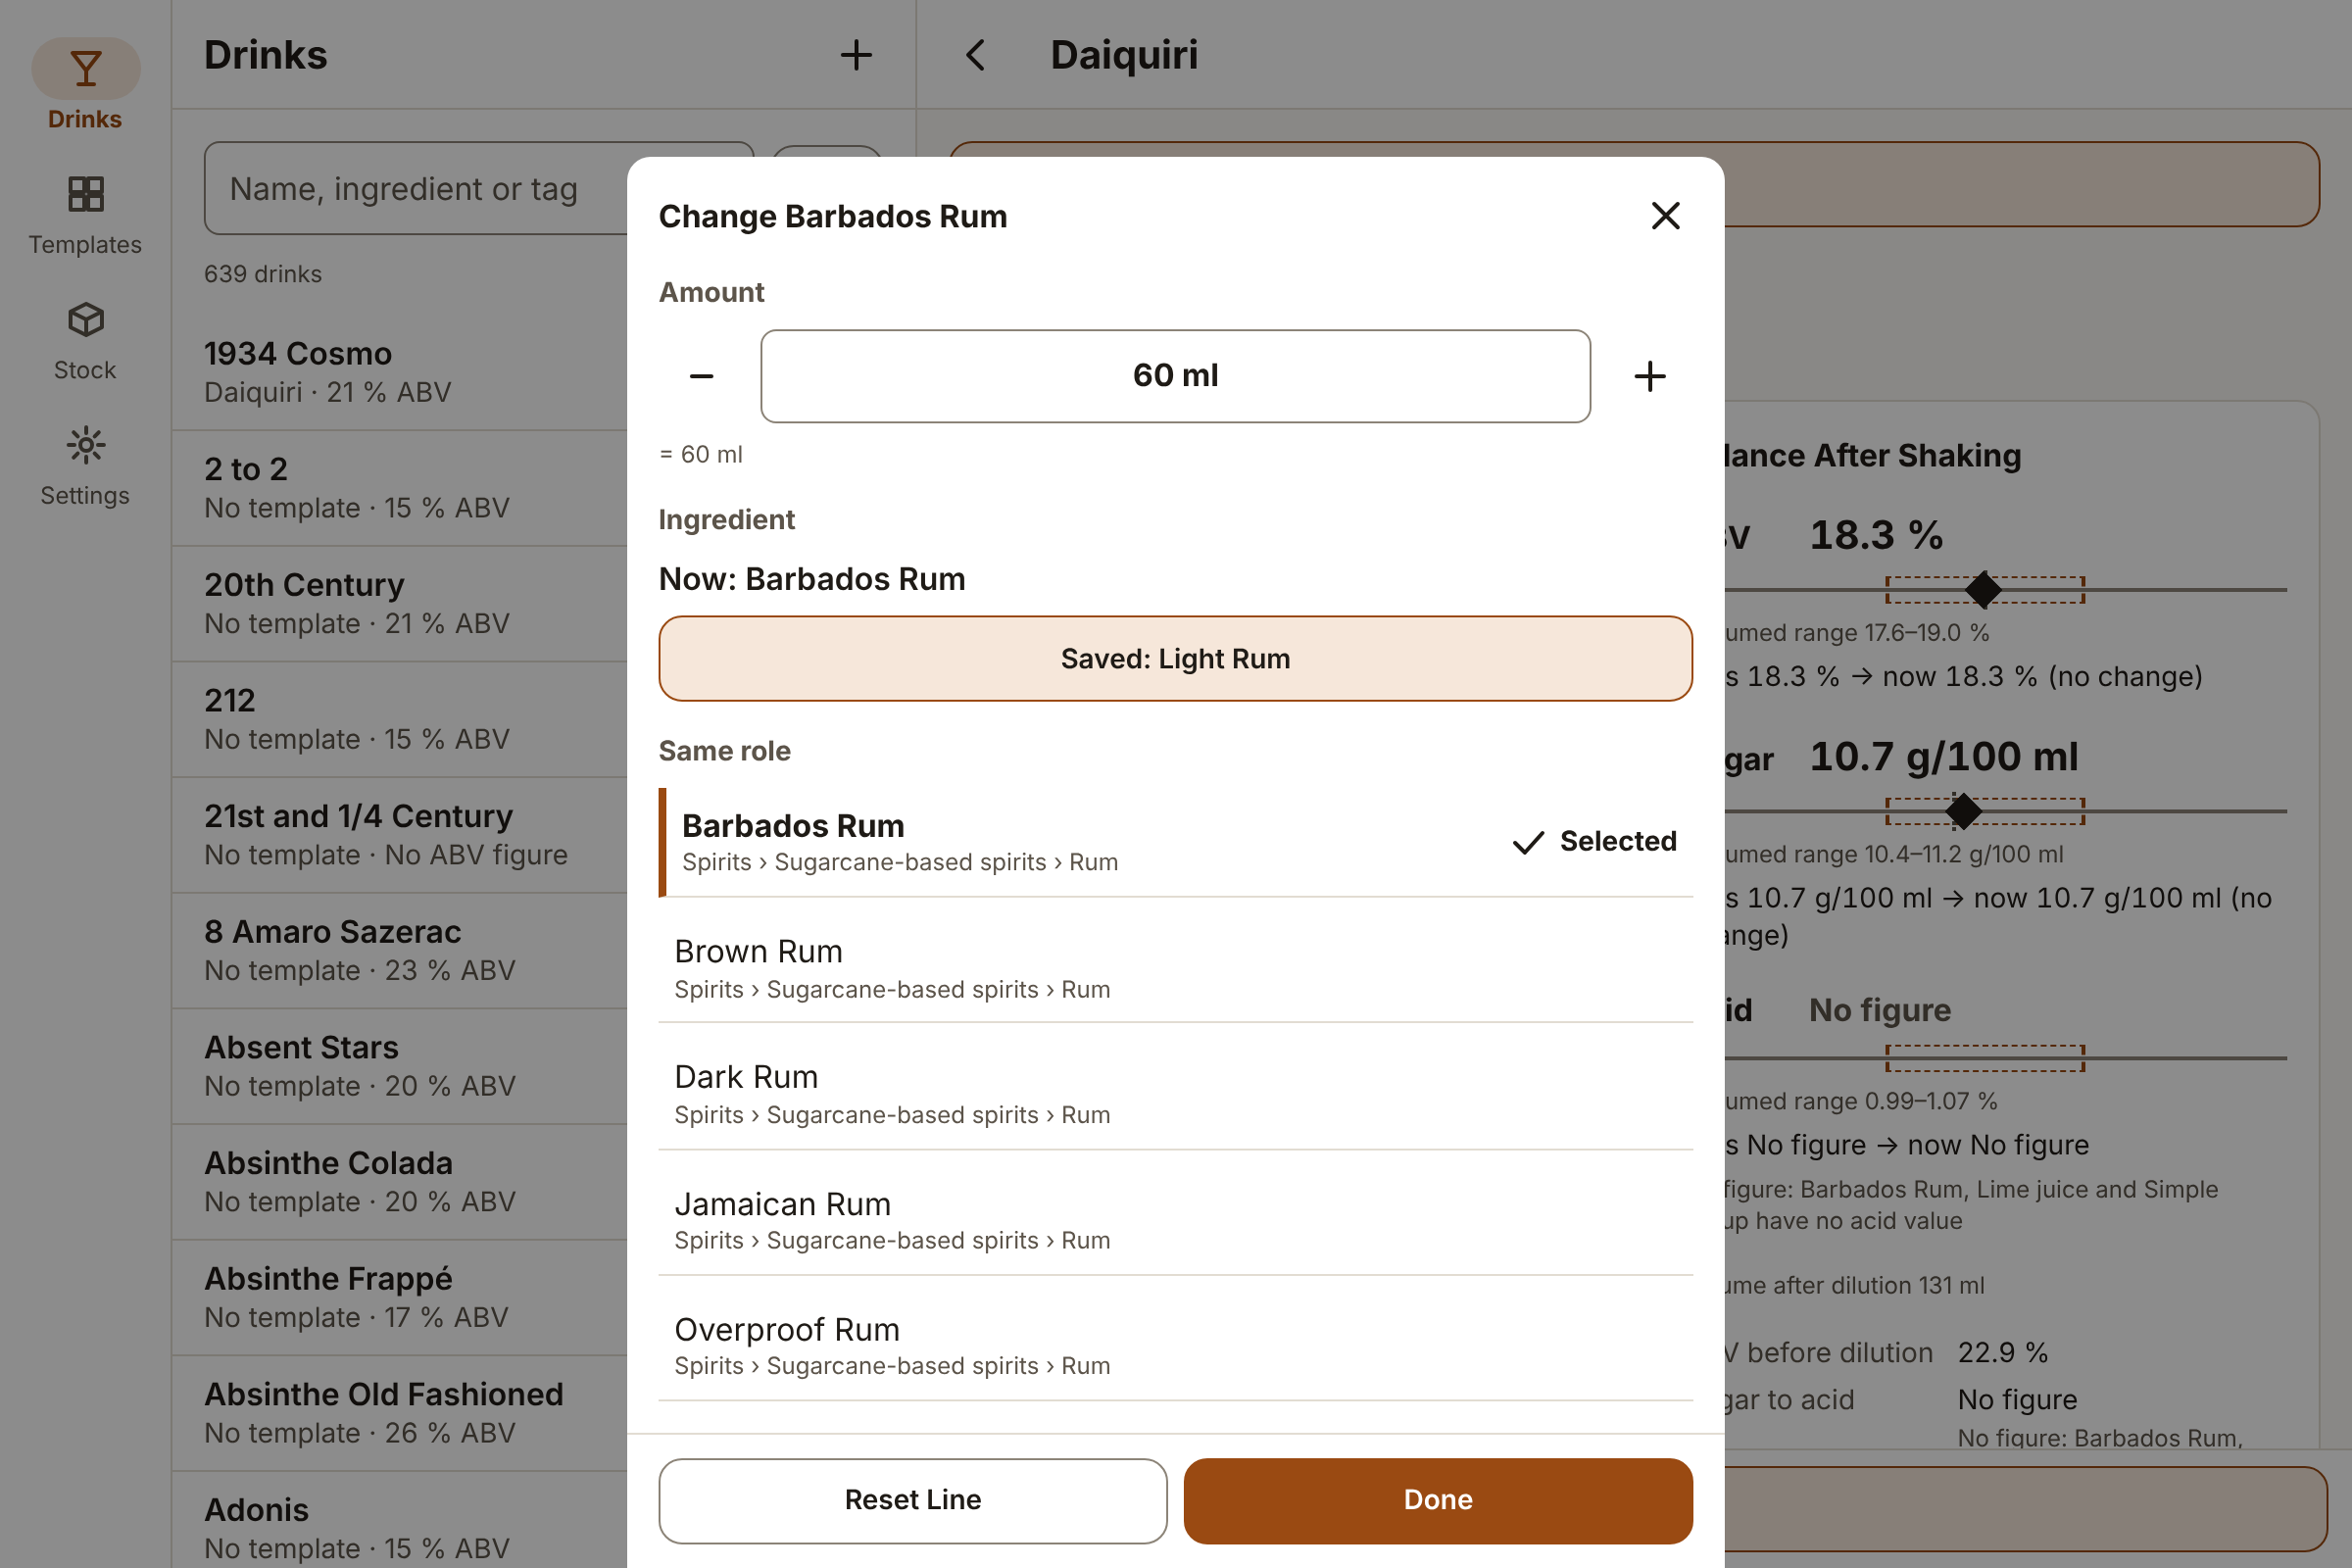 Drinks
Templates
Stock
Settings
Drinks
Name, ingredient or tag
639 drinks
1934 Cosmo
Daiquiri · 21 % ABV
2 to 2
No template · 15 % ABV
20th Century
No template · 21 % ABV
212
No template · 15 % ABV
21st and 1/4 Century
No template · No ABV figure
8 Amaro Sazerac
No template · 23 % ABV
Absent Stars
No template · 20 % ABV
Absinthe Colada
No template · 20 % ABV
Absinthe Frappé
No template · 17 % ABV
Absinthe Old Fashioned
No template · 26 % ABV
Adonis
No template · 15 % ABV
Daiquiri
Change Barbados Rum
Amount
60 ml
= 60 ml
Ingredient
Now: Barbados Rum
Saved: Light Rum
Same role
Barbados Rum
Spirits › Sugarcane-based spirits › Rum
Selected
Brown Rum
Spirits › Sugarcane-based spirits › Rum
Dark Rum
Spirits › Sugarcane-based spirits › Rum
Jamaican Rum
Spirits › Sugarcane-based spirits › Rum
Overproof Rum
Spirits › Sugarcane-based spirits › Rum
Reset Line
Done
After Shaking
18.3 %
range 17.6–19.0 %
18.3 % → now 18.3 % (no change)
10.7 g/100 ml
range 10.4–11.2 g/100 ml
10.7 g/100 ml → now 10.7 g/100 ml (no
No figure
range 0.99–1.07 %
No figure → now No figure
figure: Barbados Rum, Lime juice and Simple
have no acid value
after dilution 131 ml
before dilution 22.9 %
to acid No figure
No figure: Barbados Rum,